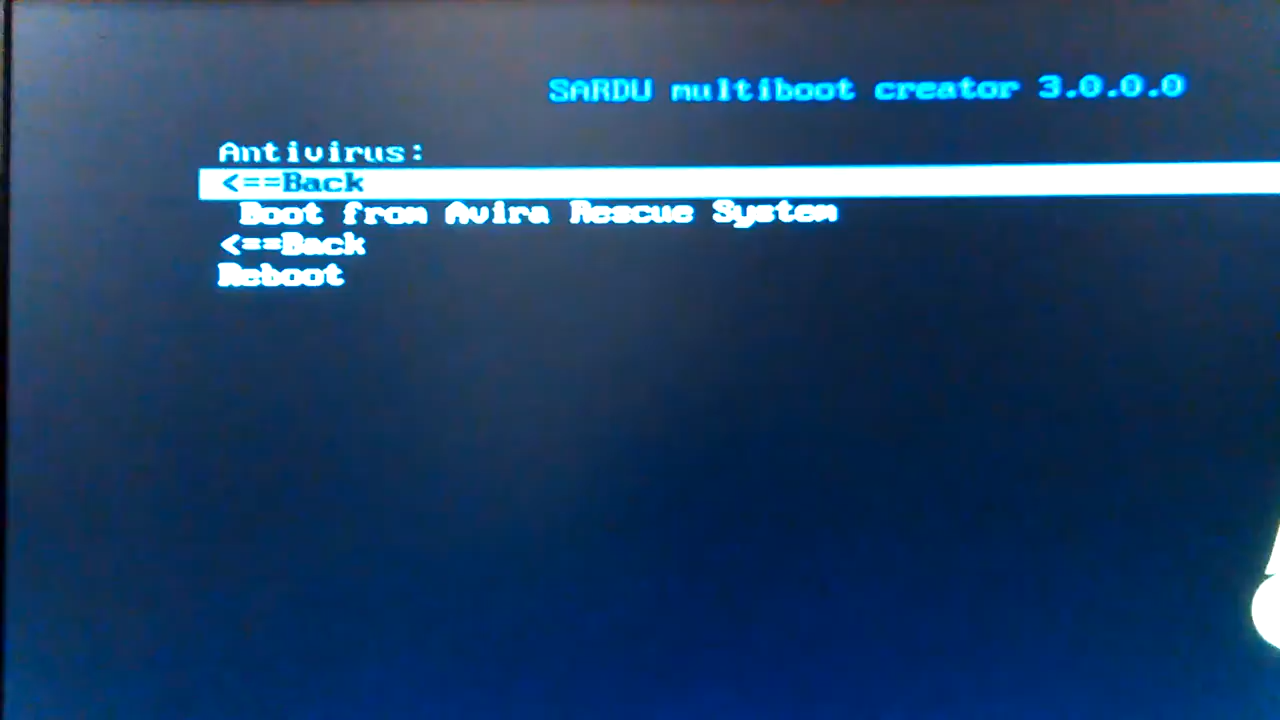 SARDU multiboot creator 3.0.0.0
Antivirus:
<==Back
Boot from Avira Rescue System
<==Back
Reboot